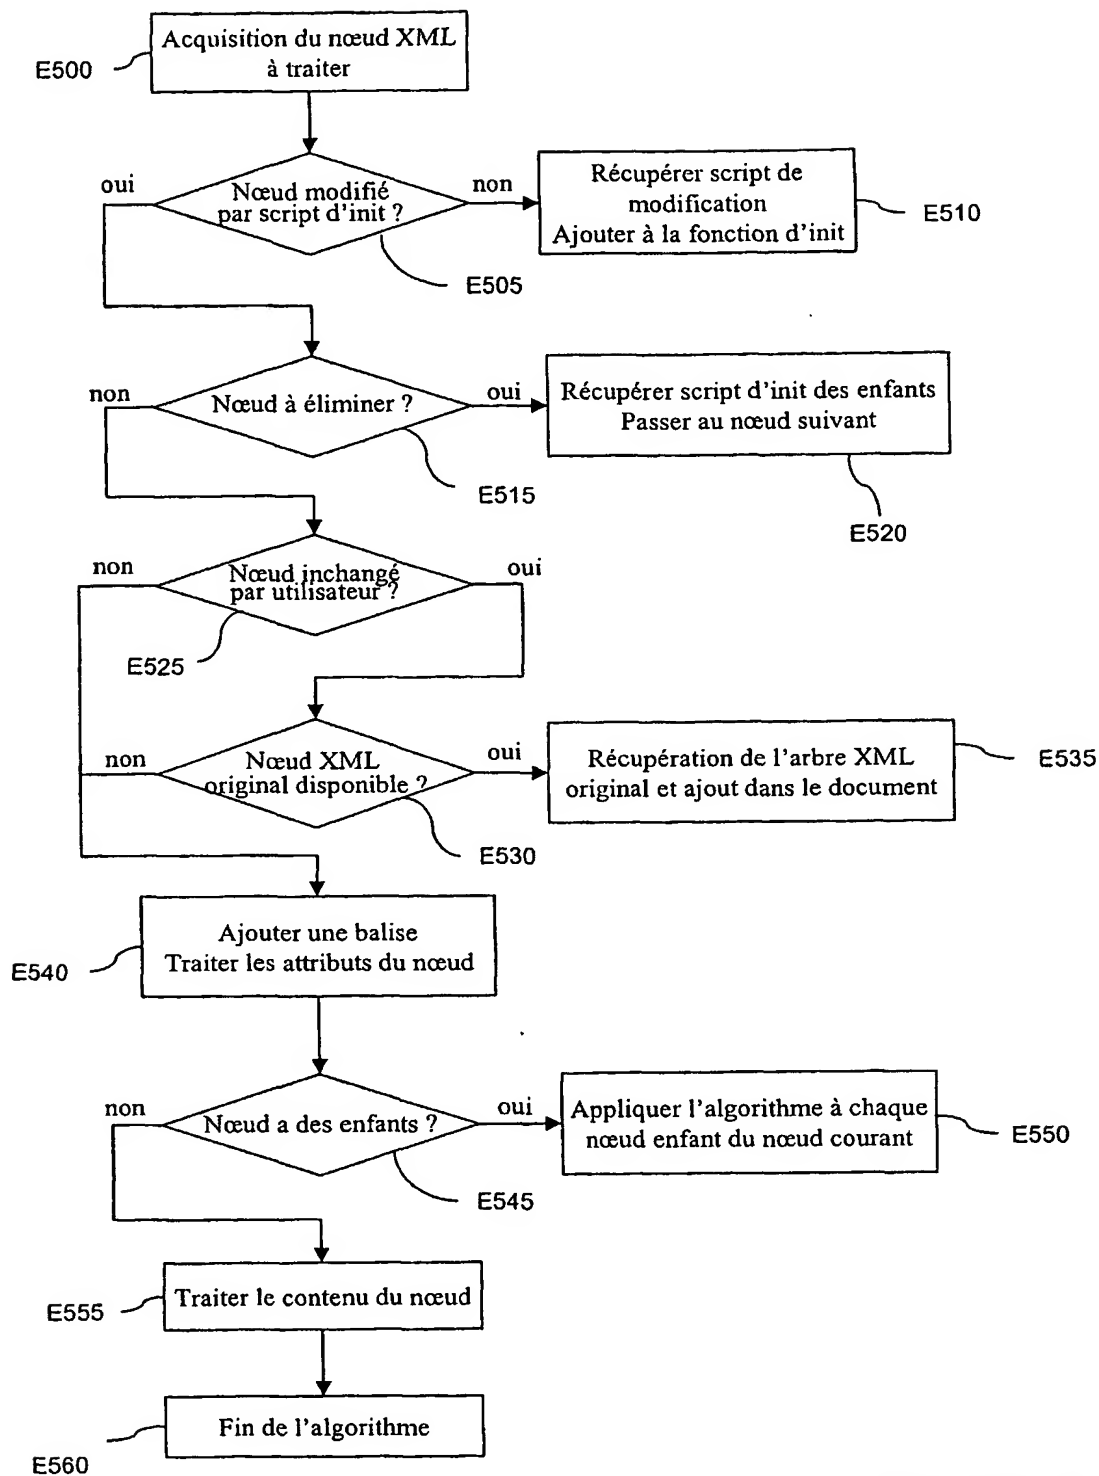 Acquisition du nœud XML
à traiter
E500
oui
Nœud modifié
par script d'init ?
non
Récupérer script de
modification
Ajouter à la fonction d'init
E510
E505
non
Nœud à éliminer ?
oui
Récupérer script d'init des enfants
Passer au nœud suivant
E515
E520
non
Nœud inchangé
par utilisateur ?
oui
E525
non
Nœud XML
original disponible ?
oui
Récupération de l'arbre XML
original et ajout dans le document
E535
E530
Ajouter une balise
Traiter les attributs du nœud
E540
non
Nœud a des enfants ?
oui
Appliquer l'algorithme à chaque
nœud enfant du nœud courant
E550
E545
Traiter le contenu du nœud
E555
Fin de l'algorithme
E560